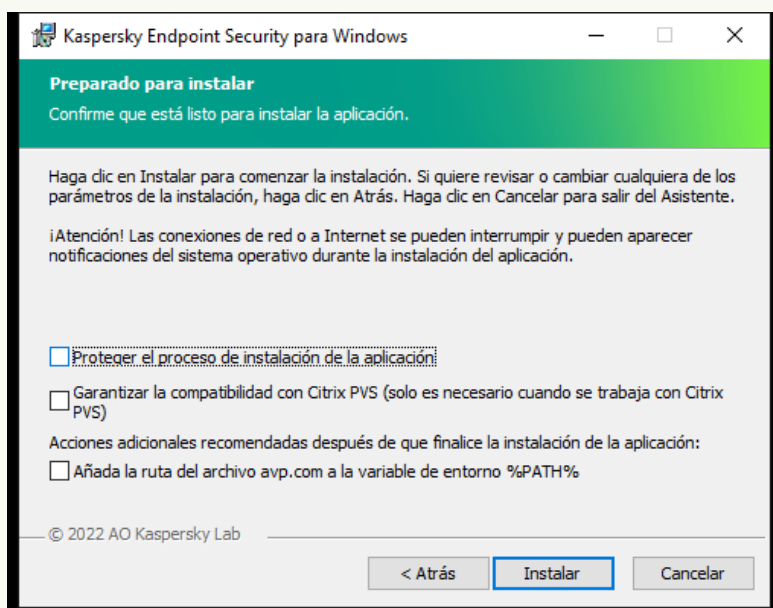 Kaspersky Endpoint Security para Windows
Preparado para instalar
Confirme que está listo para instalar la aplicación.
Haga clic en Instalar para comenzar la instalación. Si quiere revisar o cambiar cualquiera de los
parámetros de la instalación, haga clic en Atrás. Haga clic en Cancelar para salir del Asistente.
¡Atención! Las conexiones de red o a Internet se pueden interrumpir y pueden aparecer
notificaciones del sistema operativo durante la instalación del aplicación.
Proteger el proceso de instalación de la aplicación
Garantizar la compatibilidad con Citrix PVS (solo es necesario cuando se trabaja con Citrix
PVS)
Acciones adicionales recomendadas después de que finalice la instalación de la aplicación:
Añada la ruta del archivo avp.com a la variable de entorno %PATH%
© 2022 AO Kaspersky Lab
< Atrás Instalar Cancelar